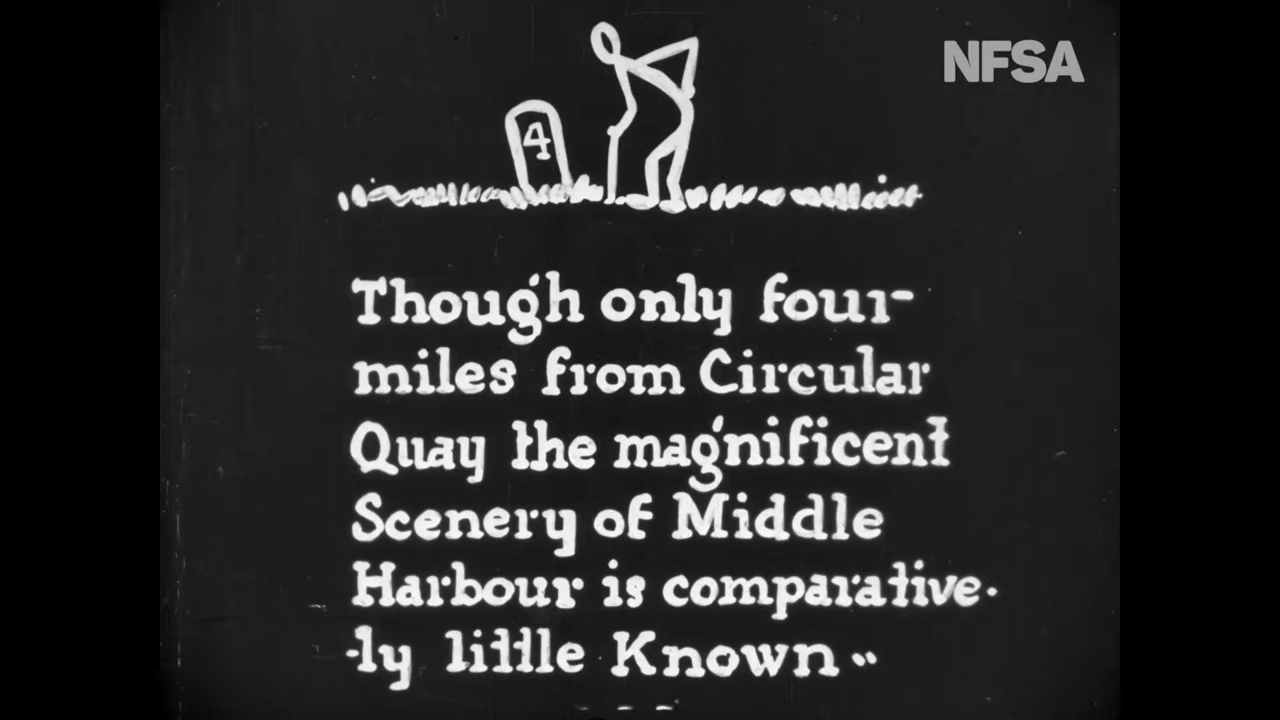 NFSA
4
Though only four-
miles from Circular
Quay the magnificent
Scenery of Middle
Harbour is comparative-
-ly little Known "